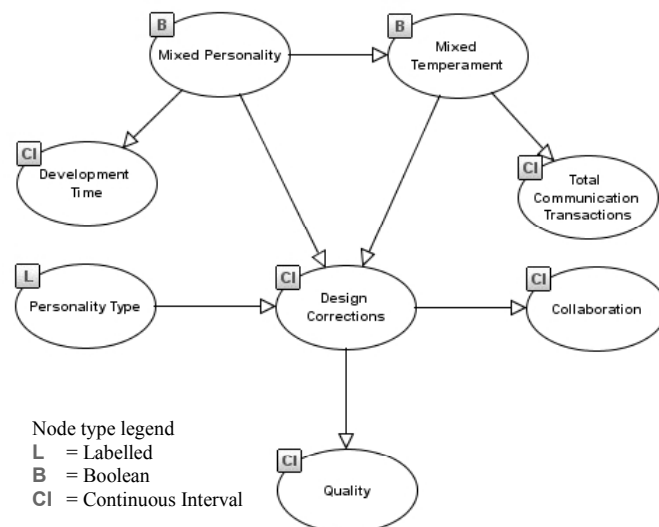 B
Mixed Personality
B
Mixed
Temperament
CI
Development
Time
CI
Total
Communication
Transactions
L
Personality Type
CI
Design
Corrections
CI
Collaboration
Node type legend
L = Labelled
B = Boolean
CI = Continuous Interval
CI
Quality